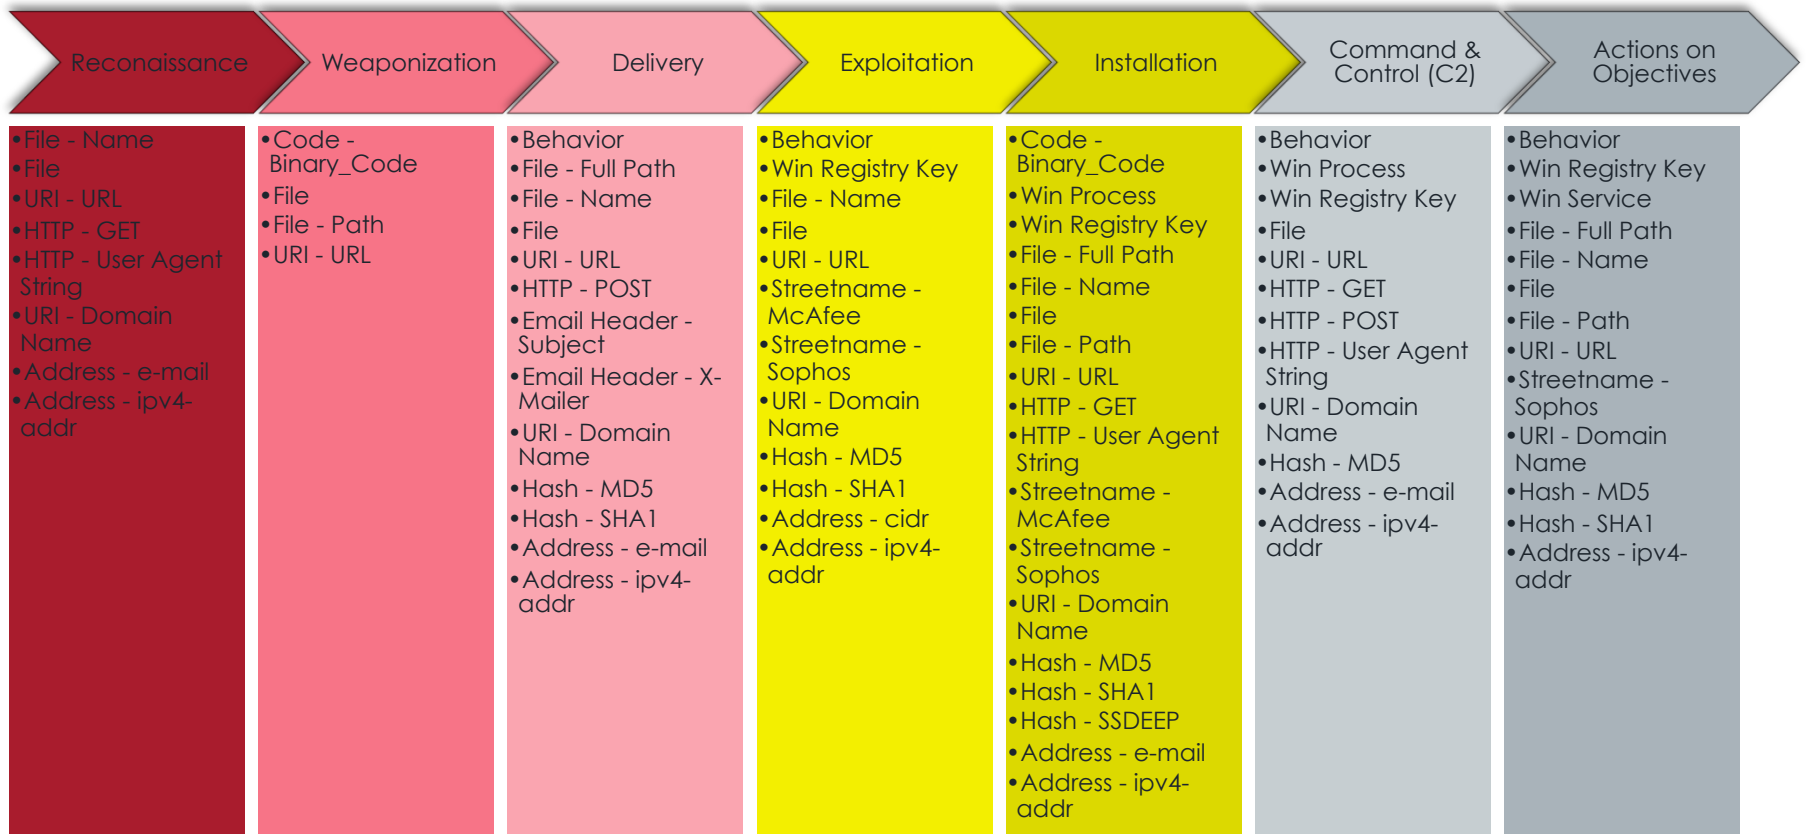 Reconaissance
Weaponization
Delivery
Exploitation
Installation
Command &
Control (C2)
Actions on
Objectives
•File - Name
•File
•URI - URL
•HTTP - GET
•HTTP - User Agent
String
•URI - Domain
Name
•Address - e-mail
•Address - ipv4-
addr
•Code -
Binary_Code
•File
•File - Path
•URI - URL
•Behavior
•File - Full Path
•File - Name
•File
•URI - URL
•HTTP - POST
•Email Header -
Subject
•Email Header - X-
Mailer
•URI - Domain
Name
•Hash - MD5
•Hash - SHA1
•Address - e-mail
•Address - ipv4-
addr
•Behavior
•Win Registry Key
•File - Name
•File
•URI - URL
•Streetname -
McAfee
•Streetname -
Sophos
•URI - Domain
Name
•Hash - MD5
•Hash - SHA1
•Address - cidr
•Address - ipv4-
addr
•Code -
Binary_Code
•Win Process
•Win Registry Key
•File - Full Path
•File - Name
•File
•File - Path
•URI - URL
•HTTP - GET
•HTTP - User Agent
String
•Streetname -
McAfee
•Streetname -
Sophos
•URI - Domain
Name
•Hash - MD5
•Hash - SHA1
•Hash - SSDEEP
•Address - e-mail
•Address - ipv4-
addr
•Behavior
•Win Process
•Win Registry Key
•File
•URI - URL
•HTTP - GET
•HTTP - POST
•HTTP - User Agent
String
•URI - Domain
Name
•Hash - MD5
•Address - e-mail
•Address - ipv4-
addr
•Behavior
•Win Registry Key
•Win Service
•File - Full Path
•File - Name
•File
•File - Path
•URI - URL
•Streetname -
Sophos
•URI - Domain
Name
•Hash - MD5
•Hash - SHA1
•Address - ipv4-
addr